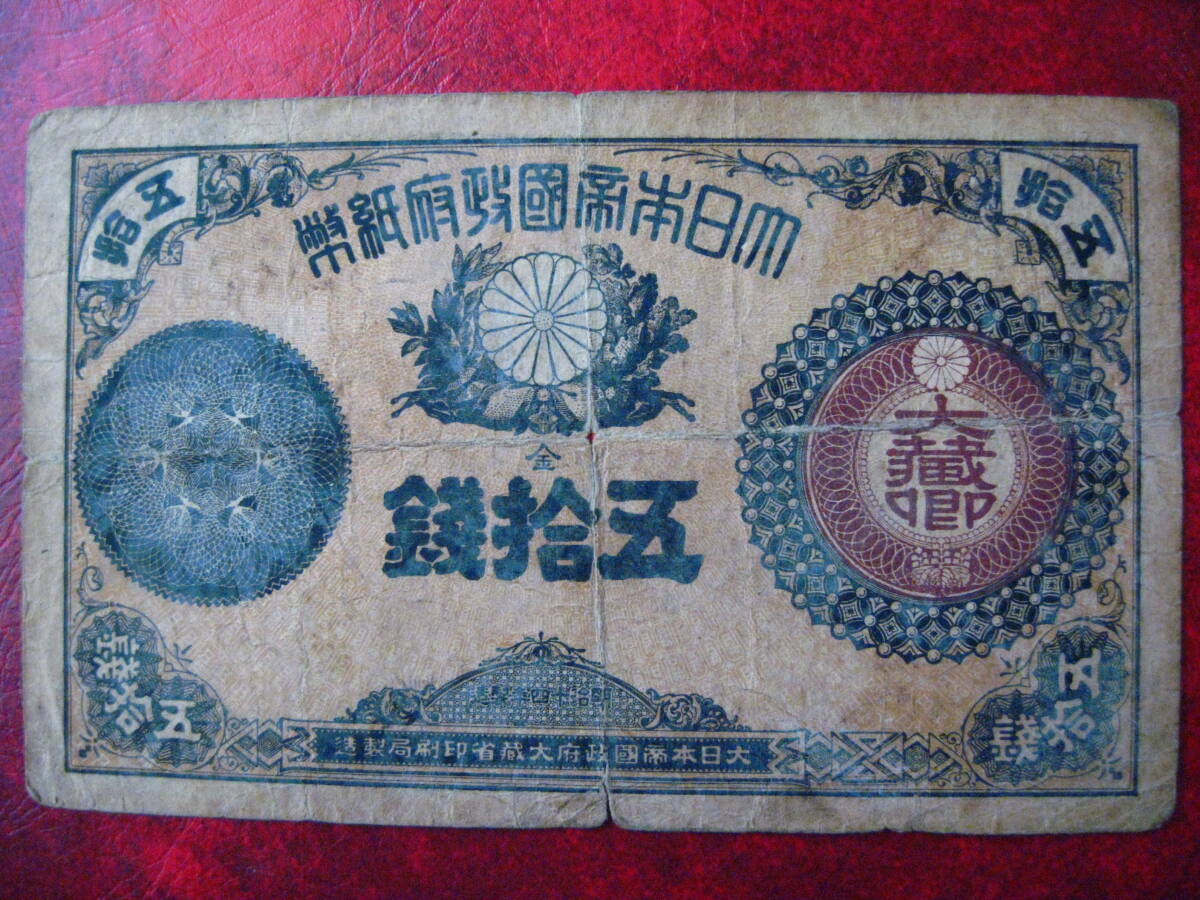 大日本帝國政府紙幣
五拾
五拾
金
五拾錢
大藏卿
五拾錢
五拾錢
明治十四年製造
大日本帝國政府大藏省印刷局製造